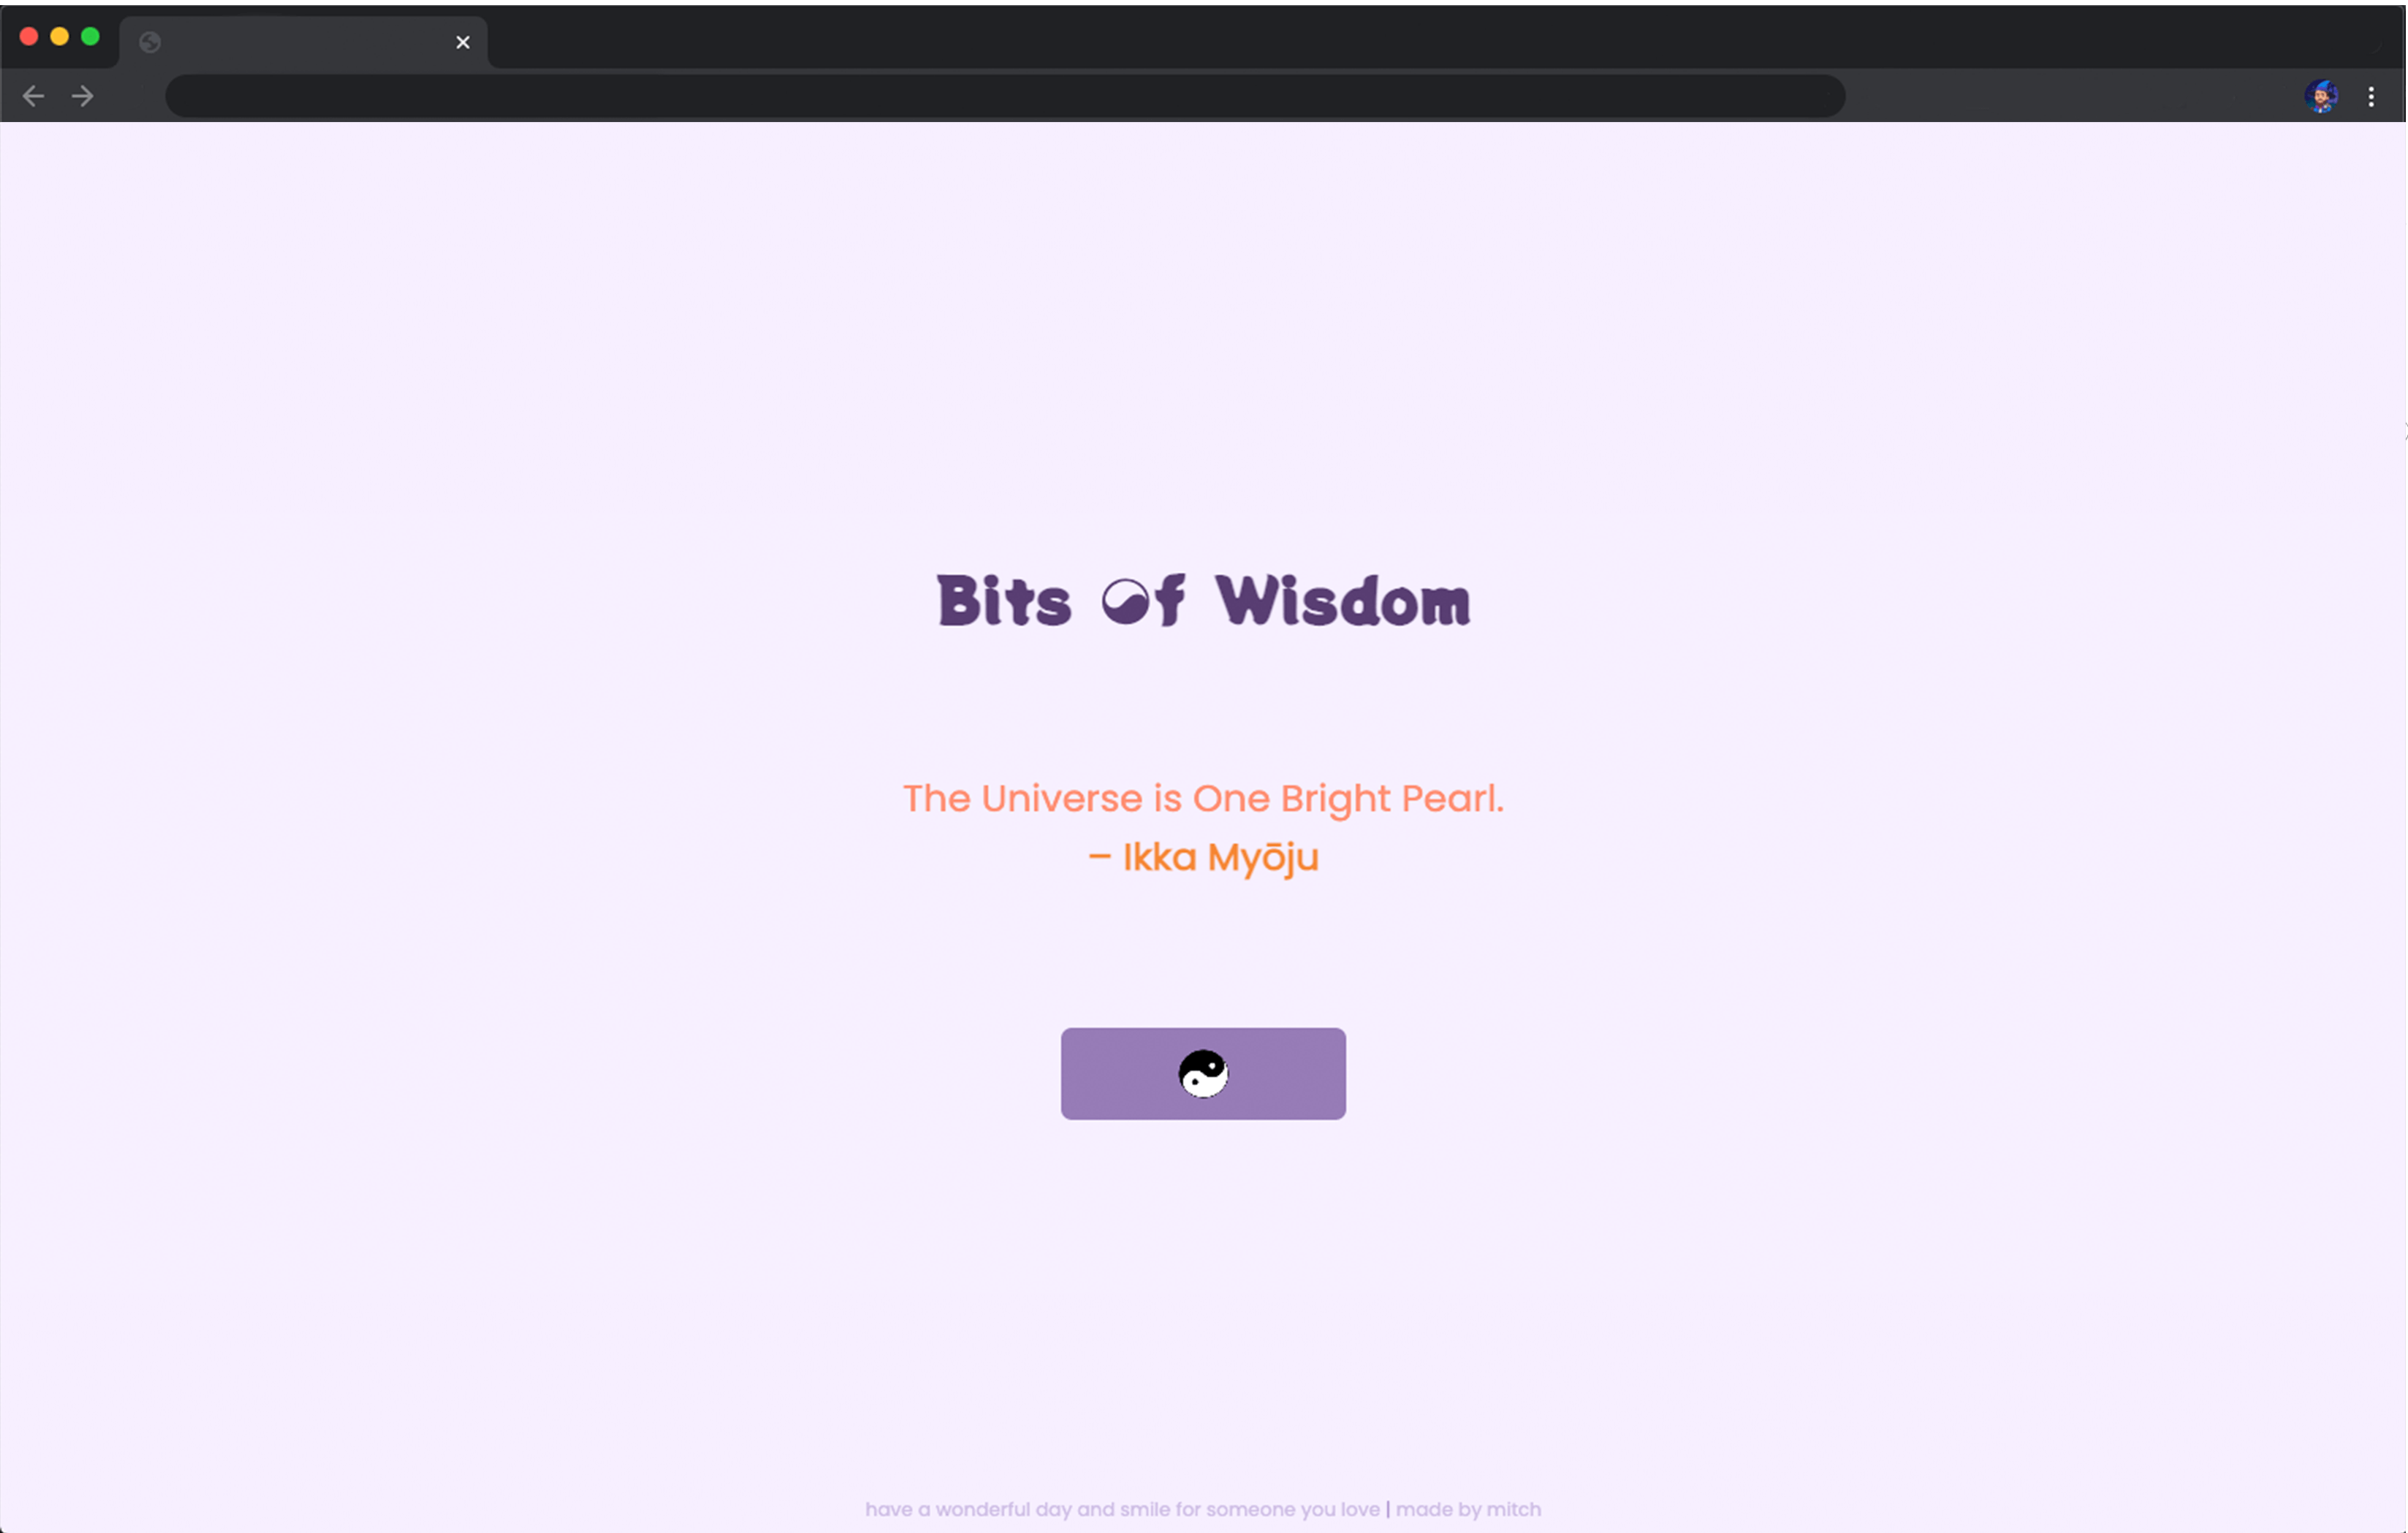 Bits Of Wisdom
The Universe is One Bright Pearl.
– Ikka Myōju
have a wonderful day and smile for someone you love | made by mitch